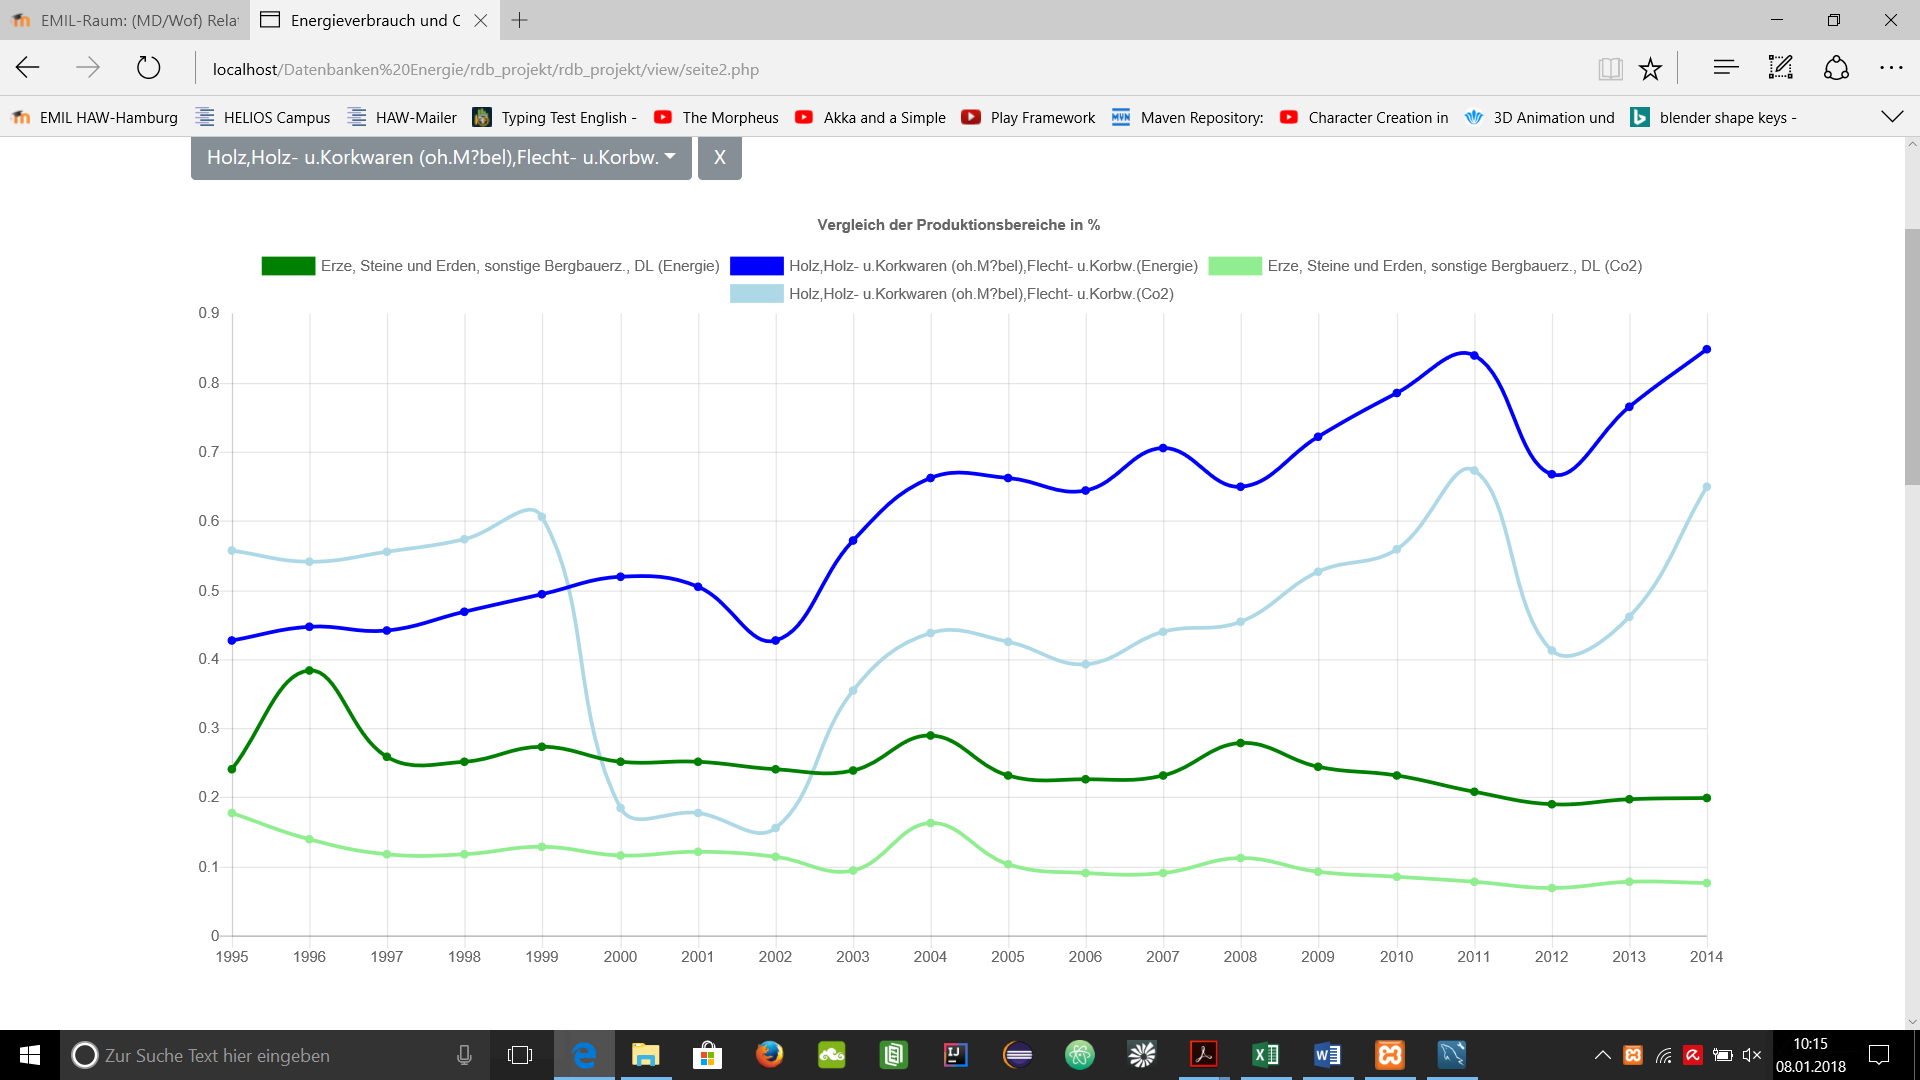 EMIL-Raum: (MD/Wof) Rela
Energieverbrauch und C
localhost/Datenbanken%20Energie/rdb_projekt/rdb_projekt/view/seite2.php
EMIL HAW-Hamburg HELIOS Campus HAW-Mailer Typing Test English - The Morpheus Akka and a Simple Play Framework MVN Maven Repository: Character Creation in 3D Animation und blender shape keys -
Holz,Holz- u.Korkwaren (oh.M?bel),Flecht- u.Korbw. X
Vergleich der Produktionsbereiche in %
Erze, Steine und Erden, sonstige Bergbauerz., DL (Energie) Holz,Holz- u.Korkwaren (oh.M?bel),Flecht- u.Korbw.(Energie) Erze, Steine und Erden, sonstige Bergbauerz., DL (Co2)
Holz,Holz- u.Korkwaren (oh.M?bel),Flecht- u.Korbw.(Co2)
0.9
0.8
0.7
0.6
0.5
0.4
0.3
0.2
0.1
0
1995 1996 1997 1998 1999 2000 2001 2002 2003 2004 2005 2006 2007 2008 2009 2010 2011 2012 2013 2014
Zur Suche Text hier eingeben
10:15
08.01.2018